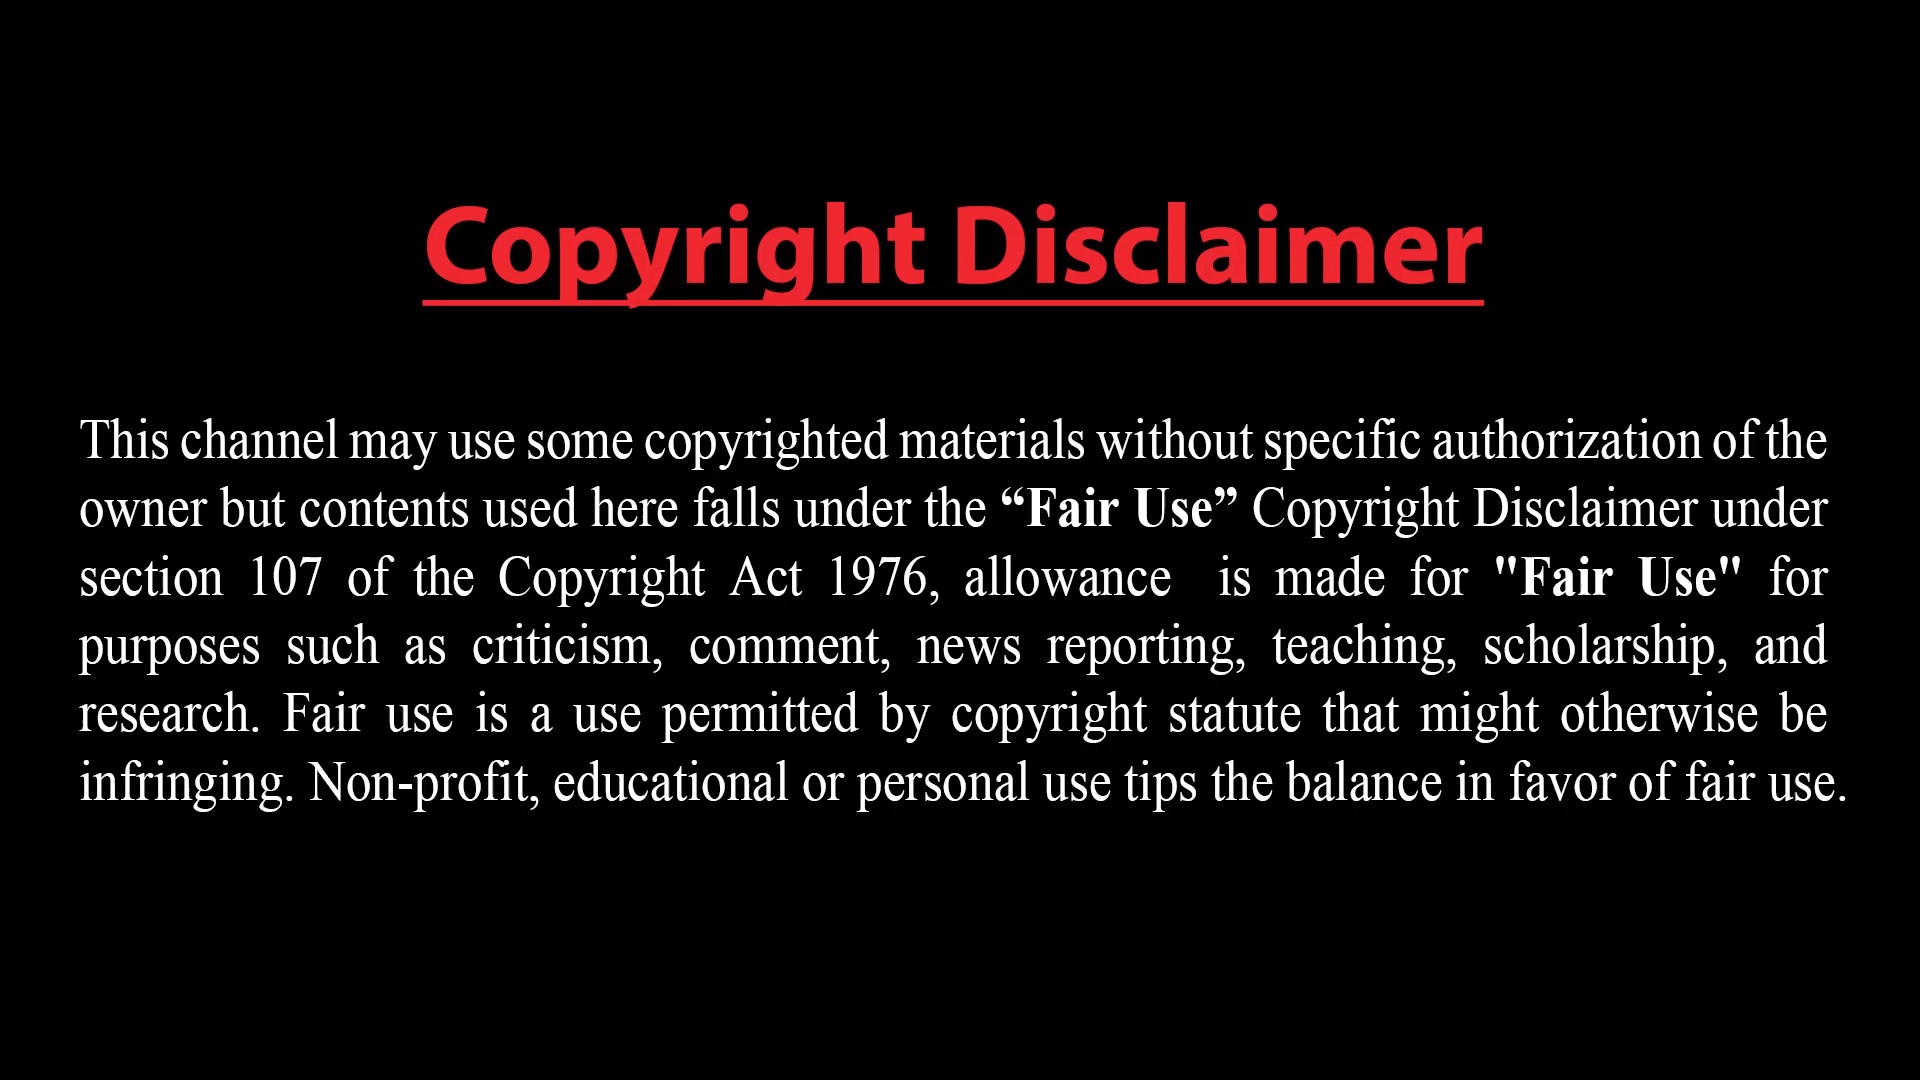 Copyright Disclaimer
This channel may use some copyrighted materials without specific authorization of the
owner but contents used here falls under the “Fair Use” Copyright Disclaimer under
section 107 of the Copyright Act 1976, allowance  is made for "Fair Use" for
purposes such as criticism, comment, news reporting, teaching, scholarship, and
research. Fair use is a use permitted by copyright statute that might otherwise be
infringing. Non-profit, educational or personal use tips the balance in favor of fair use.